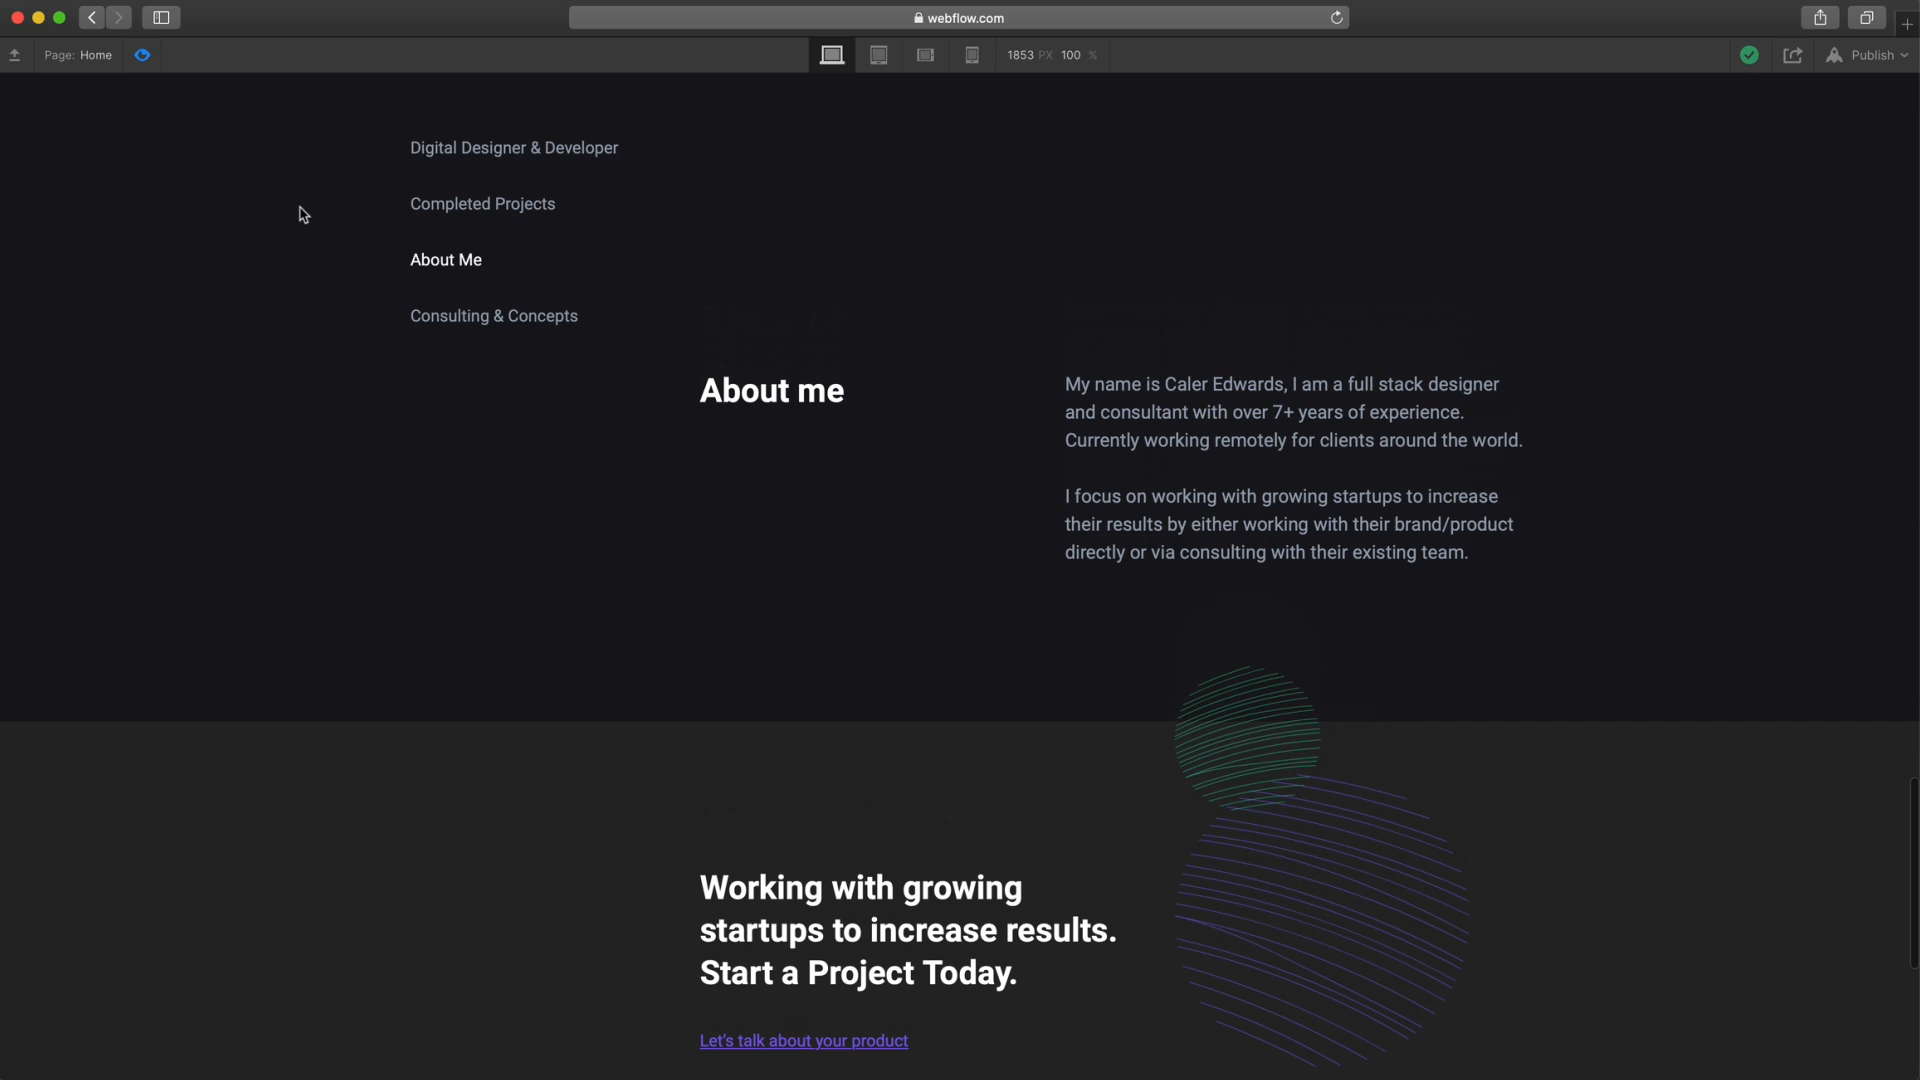 webflow.com
Page: Home
1853 PX 100 %
Publish
Digital Designer & Developer
Completed Projects
About Me
Consulting & Concepts
About me
My name is Caler Edwards, I am a full stack designer
and consultant with over 7+ years of experience.
Currently working remotely for clients around the world.
I focus on working with growing startups to increase
their results by either working with their brand/product
directly or via consulting with their existing team.
Working with growing
startups to increase results.
Start a Project Today.
Let's talk about your product